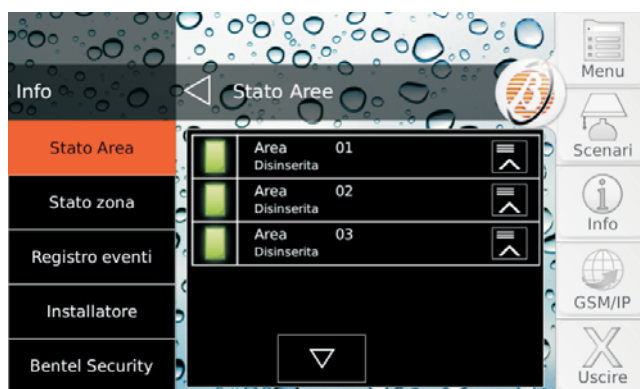 Info
Stato Aree
Stato Area
Stato zona
Registro eventi
Installatore
Bentel Security
Area 01
Disinserita
Area 02
Disinserita
Area 03
Disinserita
Menu
Scenari
Info
GSM/IP
Uscire